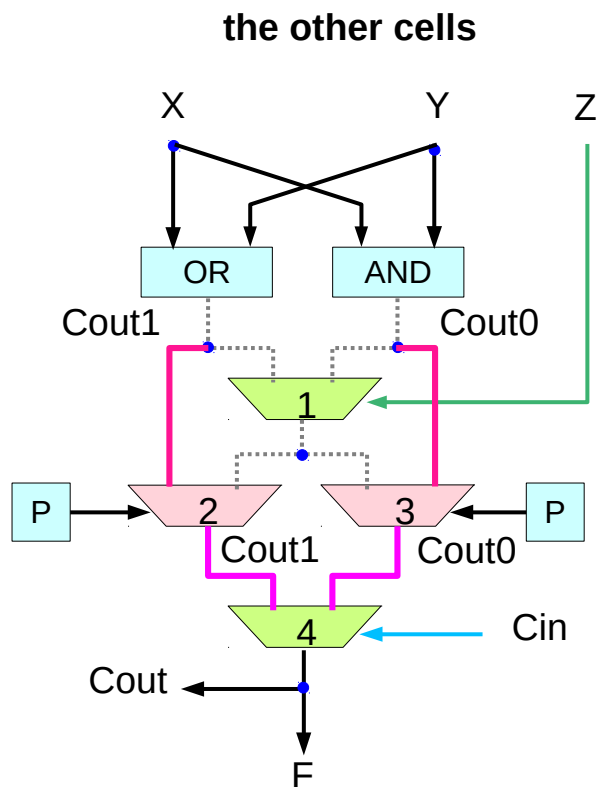 the other cells
X Y Z
OR AND
Cout1 Cout0
1
P 2 3 P
Cout1 Cout0
4 Cin
Cout
F